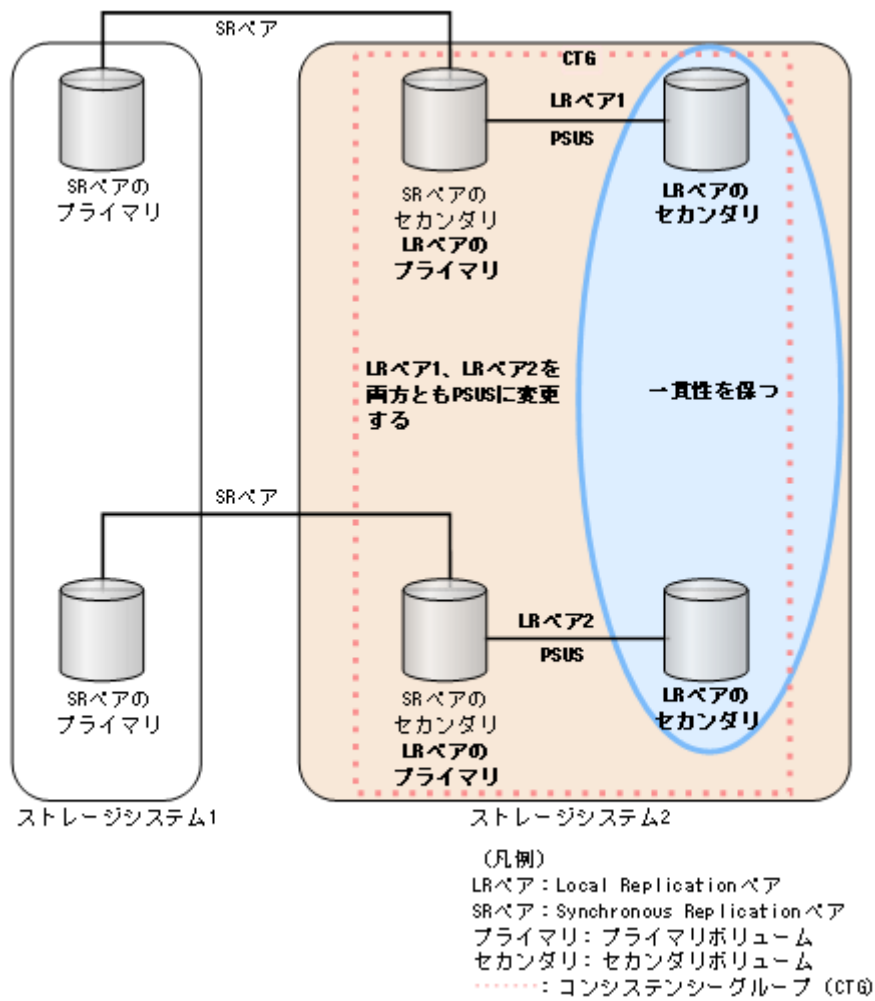 SRペア
CTG
LRペア1
PSUS
SRペアの
プライマリ
SRペアの
セカンダリ
LRペアの
プライマリ
LRペアの
セカンダリ
LRペア1、LRペア2を
両方ともPSUSに変更
する
一貫性を保つ
SRペア
LRペア2
PSUS
SRペアの
プライマリ
SRペアの
セカンダリ
LRペアの
プライマリ
LRペアの
セカンダリ
ストレージシステム1
ストレージシステム2
（凡例）
LRペア：Local Replicationペア
SRペア：Synchronous Replicationペア
プライマリ：プライマリボリューム
セカンダリ：セカンダリボリューム
：コンシステンシーグループ（CTG）